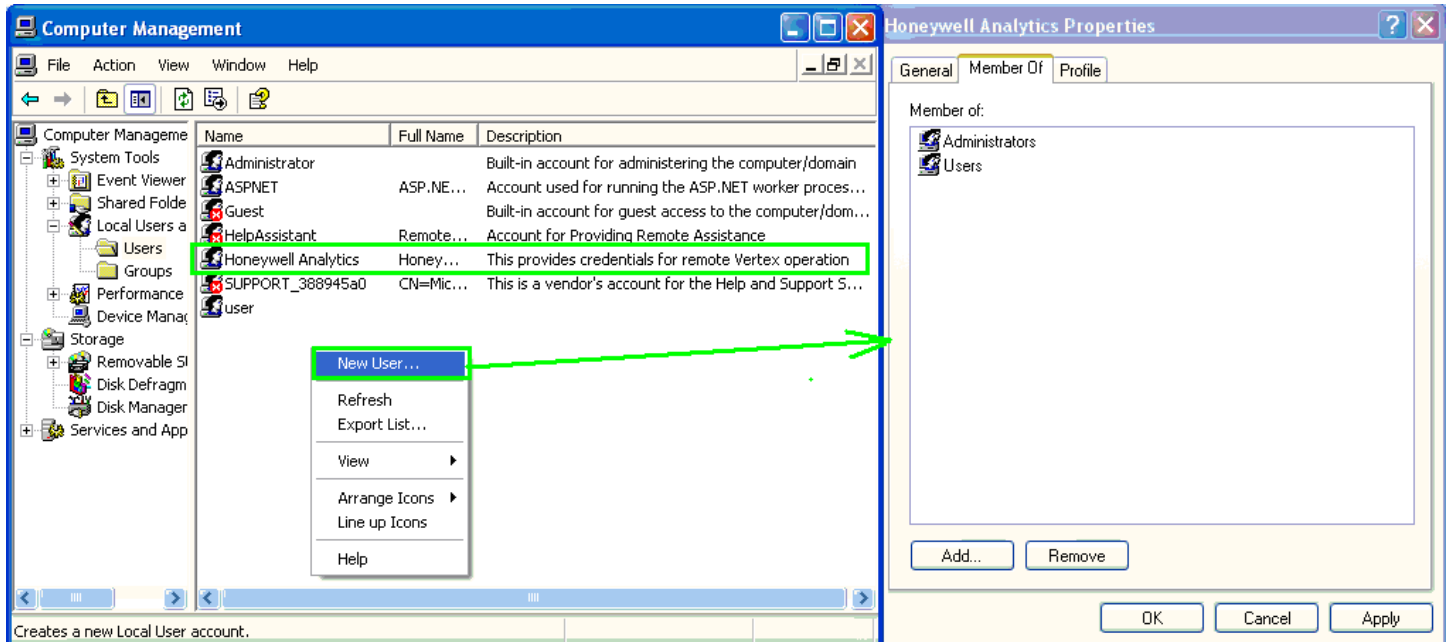 Computer Management
File Action View Window Help
Computer Manageme
System Tools
Event Viewer
Shared Folde
Local Users a
Users
Groups
Performance
Device Manag
Storage
Removable Sl
Disk Defragm
Disk Manager
Services and App
Name Full Name Description
Administrator Built-in account for administering the computer/domain
ASPNET ASP.NE... Account used for running the ASP.NET worker proces...
Guest Built-in account for guest access to the computer/dom...
HelpAssistant Remote... Account for Providing Remote Assistance
Honeywell Analytics Honey... This provides credentials for remote Vertex operation
SUPPORT_388945a0 CN=Mic... This is a vendor's account for the Help and Support S...
user
New User...
Refresh
Export List...
View
Arrange Icons
Line up Icons
Help
Creates a new Local User account.
Honeywell Analytics Properties
General Member Of Profile
Member of:
Administrators
Users
Add... Remove
OK Cancel Apply